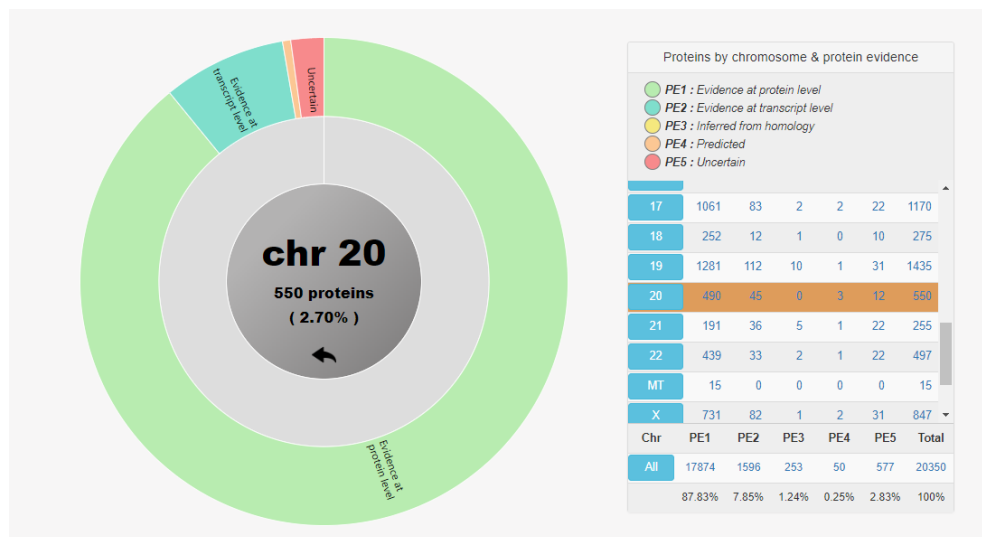 Evidence at
transcript level
Uncertain
chr 20
550 proteins
( 2.70% )
Evidence at
protein level
Proteins by chromosome & protein evidence
PE1 : Evidence at protein level
PE2 : Evidence at transcript level
PE3 : Inferred from homology
PE4 : Predicted
PE5 : Uncertain
17 1061 83 2 2 22 1170
18 252 12 1 0 10 275
19 1281 112 10 1 31 1435
20 490 45 0 3 12 550
21 191 36 5 1 22 255
22 439 33 2 1 22 497
MT 15 0 0 0 0 15
X 731 82 1 2 31 847
Chr PE1 PE2 PE3 PE4 PE5 Total
All 17874 1596 253 50 577 20350
87.83% 7.85% 1.24% 0.25% 2.83% 100%